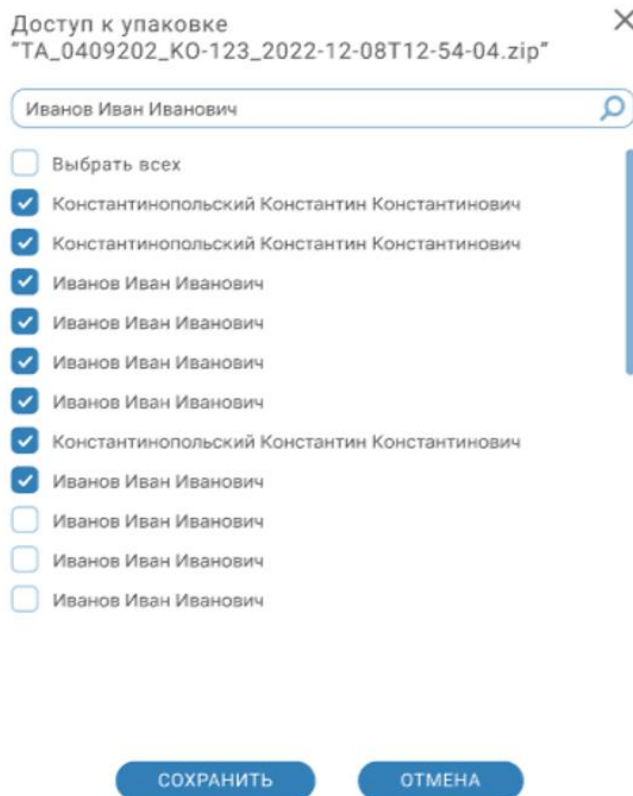 Доступ к упаковке
"TA_0409202_KO-123_2022-12-08T12-54-04.zip"
Иванов Иван Иванович
Выбрать всех
Константинопольский Константин Константинович
Константинопольский Константин Константинович
Иванов Иван Иванович
Иванов Иван Иванович
Иванов Иван Иванович
Иванов Иван Иванович
Константинопольский Константин Константинович
Иванов Иван Иванович
Иванов Иван Иванович
Иванов Иван Иванович
Иванов Иван Иванович
СОХРАНИТЬ
ОТМЕНА